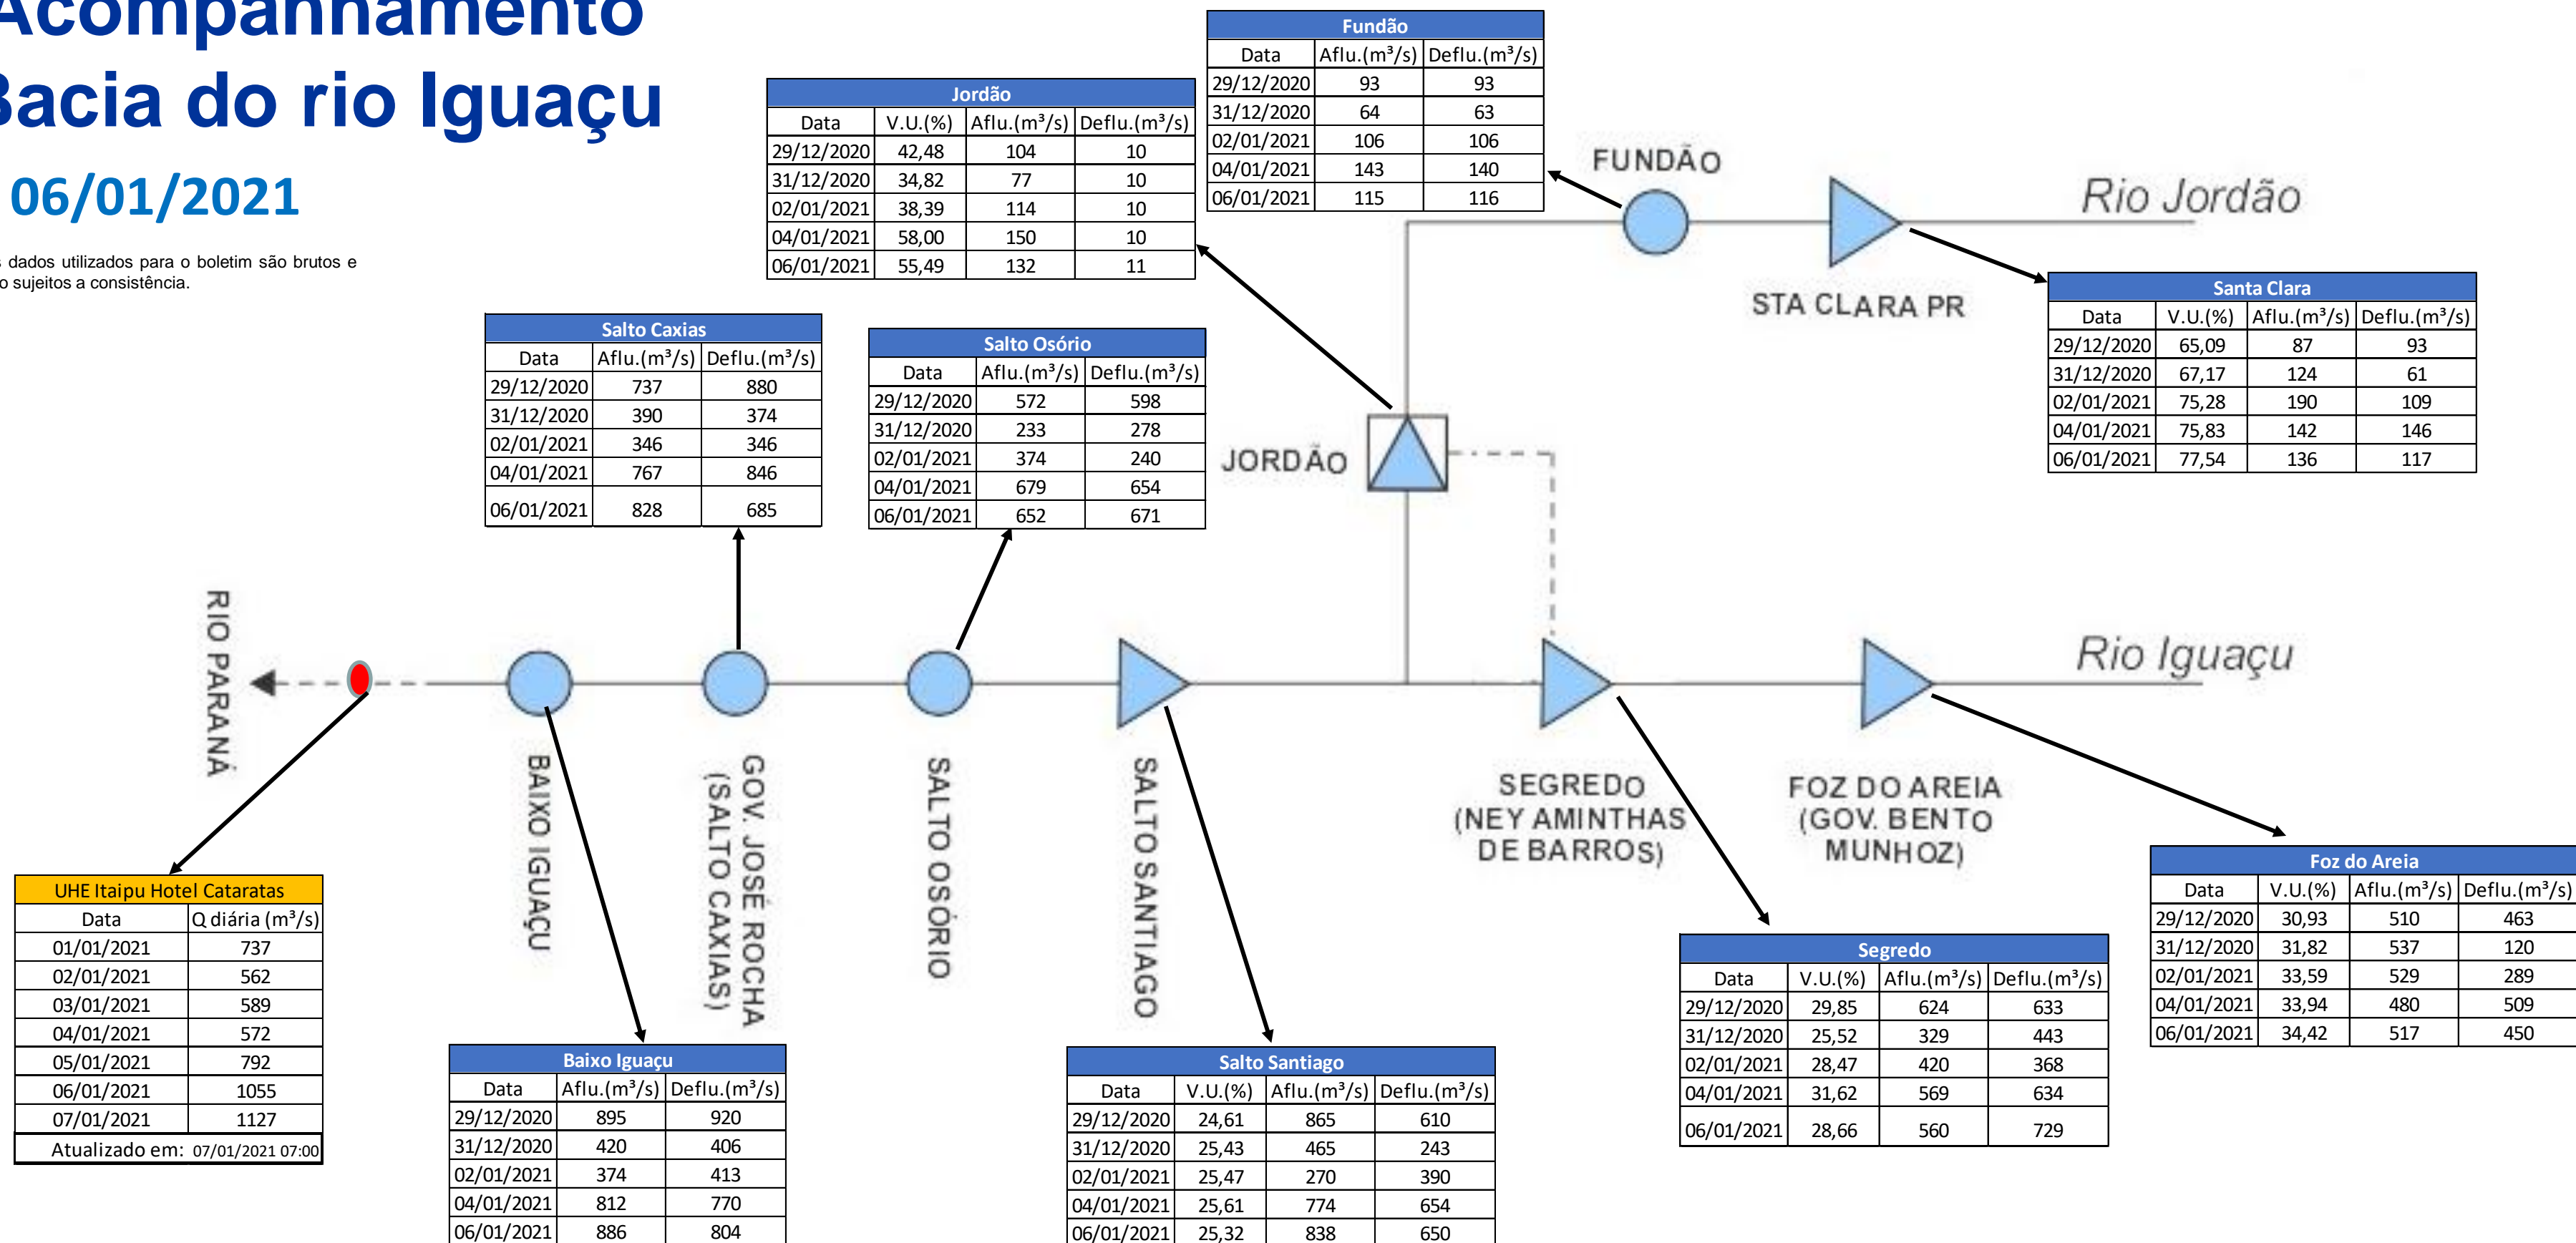 Acompanhamento
Bacia do rio Iguaçu
06/01/2021
s dados utilizados para o boletim são brutos e
o sujeitos a consistência.
Fundão
Data Aflu.(m³/s) Deflu.(m³/s)
29/12/2020 93 93
31/12/2020 64 63
02/01/2021 106 106
04/01/2021 143 140
06/01/2021 115 116
Jordão
Data V.U.(%) Aflu.(m³/s) Deflu.(m³/s)
29/12/2020 42,48 104 10
31/12/2020 34,82 77 10
02/01/2021 38,39 114 10
04/01/2021 58,00 150 10
06/01/2021 55,49 132 11
FUNDÃO
Rio Jordão
STA CLARA PR
Santa Clara
Data V.U.(%) Aflu.(m³/s) Deflu.(m³/s)
29/12/2020 65,09 87 93
31/12/2020 67,17 124 61
02/01/2021 75,28 190 109
04/01/2021 75,83 142 146
06/01/2021 77,54 136 117
Salto Caxias
Data Aflu.(m³/s) Deflu.(m³/s)
29/12/2020 737 880
31/12/2020 390 374
02/01/2021 346 346
04/01/2021 767 846
06/01/2021 828 685
Salto Osório
Data Aflu.(m³/s) Deflu.(m³/s)
29/12/2020 572 598
31/12/2020 233 278
02/01/2021 374 240
04/01/2021 679 654
06/01/2021 652 671
JORDÃO
RIO PARANÁ
Rio Iguaçu
BAIXO IGUAÇU
GOV. JOSÉ ROCHA
(SALTO CAXIAS)
SALTO OSÓRIO
SALTO SANTIAGO
SEGREDO
(NEY AMINTHAS
DE BARROS)
FOZ DO AREIA
(GOV. BENTO
MUNHOZ)
UHE Itaipu Hotel Cataratas
Data Q diária (m³/s)
01/01/2021 737
02/01/2021 562
03/01/2021 589
04/01/2021 572
05/01/2021 792
06/01/2021 1055
07/01/2021 1127
Atualizado em: 07/01/2021 07:00
Baixo Iguaçu
Data Aflu.(m³/s) Deflu.(m³/s)
29/12/2020 895 920
31/12/2020 420 406
02/01/2021 374 413
04/01/2021 812 770
06/01/2021 886 804
Salto Santiago
Data V.U.(%) Aflu.(m³/s) Deflu.(m³/s)
29/12/2020 24,61 865 610
31/12/2020 25,43 465 243
02/01/2021 25,47 270 390
04/01/2021 25,61 774 654
06/01/2021 25,32 838 650
Segredo
Data V.U.(%) Aflu.(m³/s) Deflu.(m³/s)
29/12/2020 29,85 624 633
31/12/2020 25,52 329 443
02/01/2021 28,47 420 368
04/01/2021 31,62 569 634
06/01/2021 28,66 560 729
Foz do Areia
Data V.U.(%) Aflu.(m³/s) Deflu.(m³/s)
29/12/2020 30,93 510 463
31/12/2020 31,82 537 120
02/01/2021 33,59 529 289
04/01/2021 33,94 480 509
06/01/2021 34,42 517 450